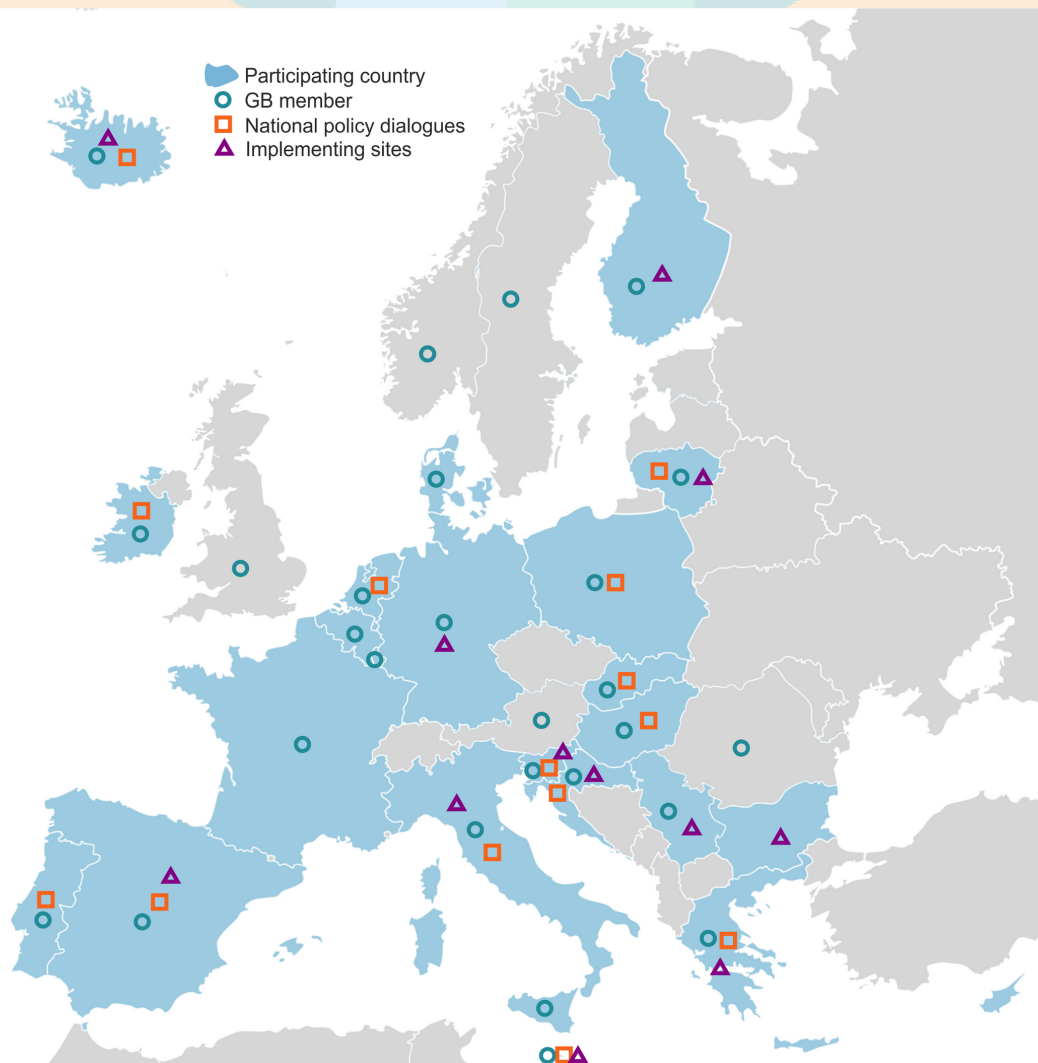 Participating country
GB member
National policy dialogues
Implementing sites